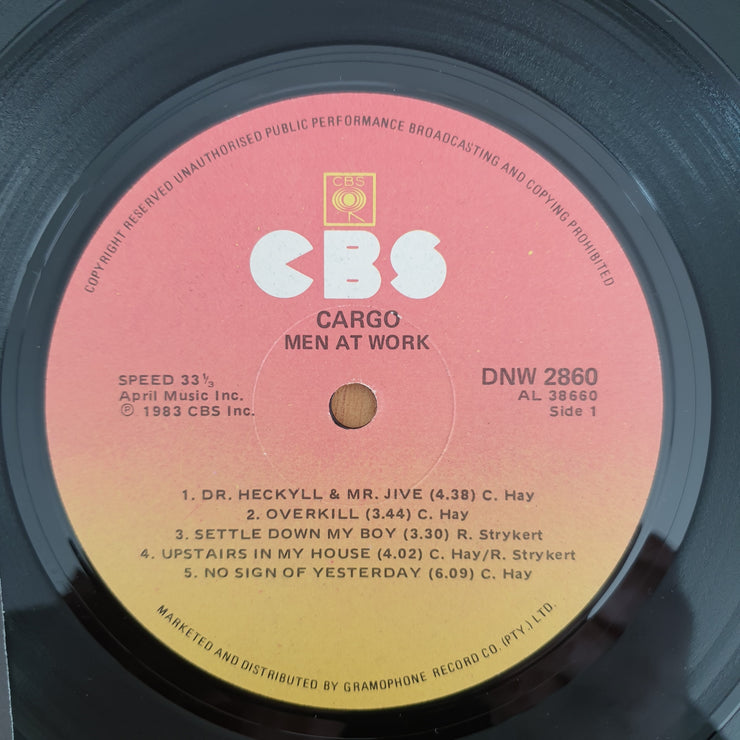 COPYRIGHT RESERVED UNAUTHORISED PUBLIC PERFORMANCE BROADCASTING AND COPYING PROHIBITED
CBS
CBS
CARGO
MEN AT WORK
SPEED 33⅓
April Music Inc.
℗ 1983 CBS Inc.
DNW 2860
AL 38660
Side 1
1. DR. HECKYLL & MR. JIVE (4.38) C. Hay
2. OVERKILL (3.44) C. Hay
3. SETTLE DOWN MY BOY (3.30) R. Strykert
4. UPSTAIRS IN MY HOUSE (4.02) C. Hay/R. Strykert
5. NO SIGN OF YESTERDAY (6.09) C. Hay
MARKETED AND DISTRIBUTED BY GRAMOPHONE RECORD CO. (PTY.) LTD.